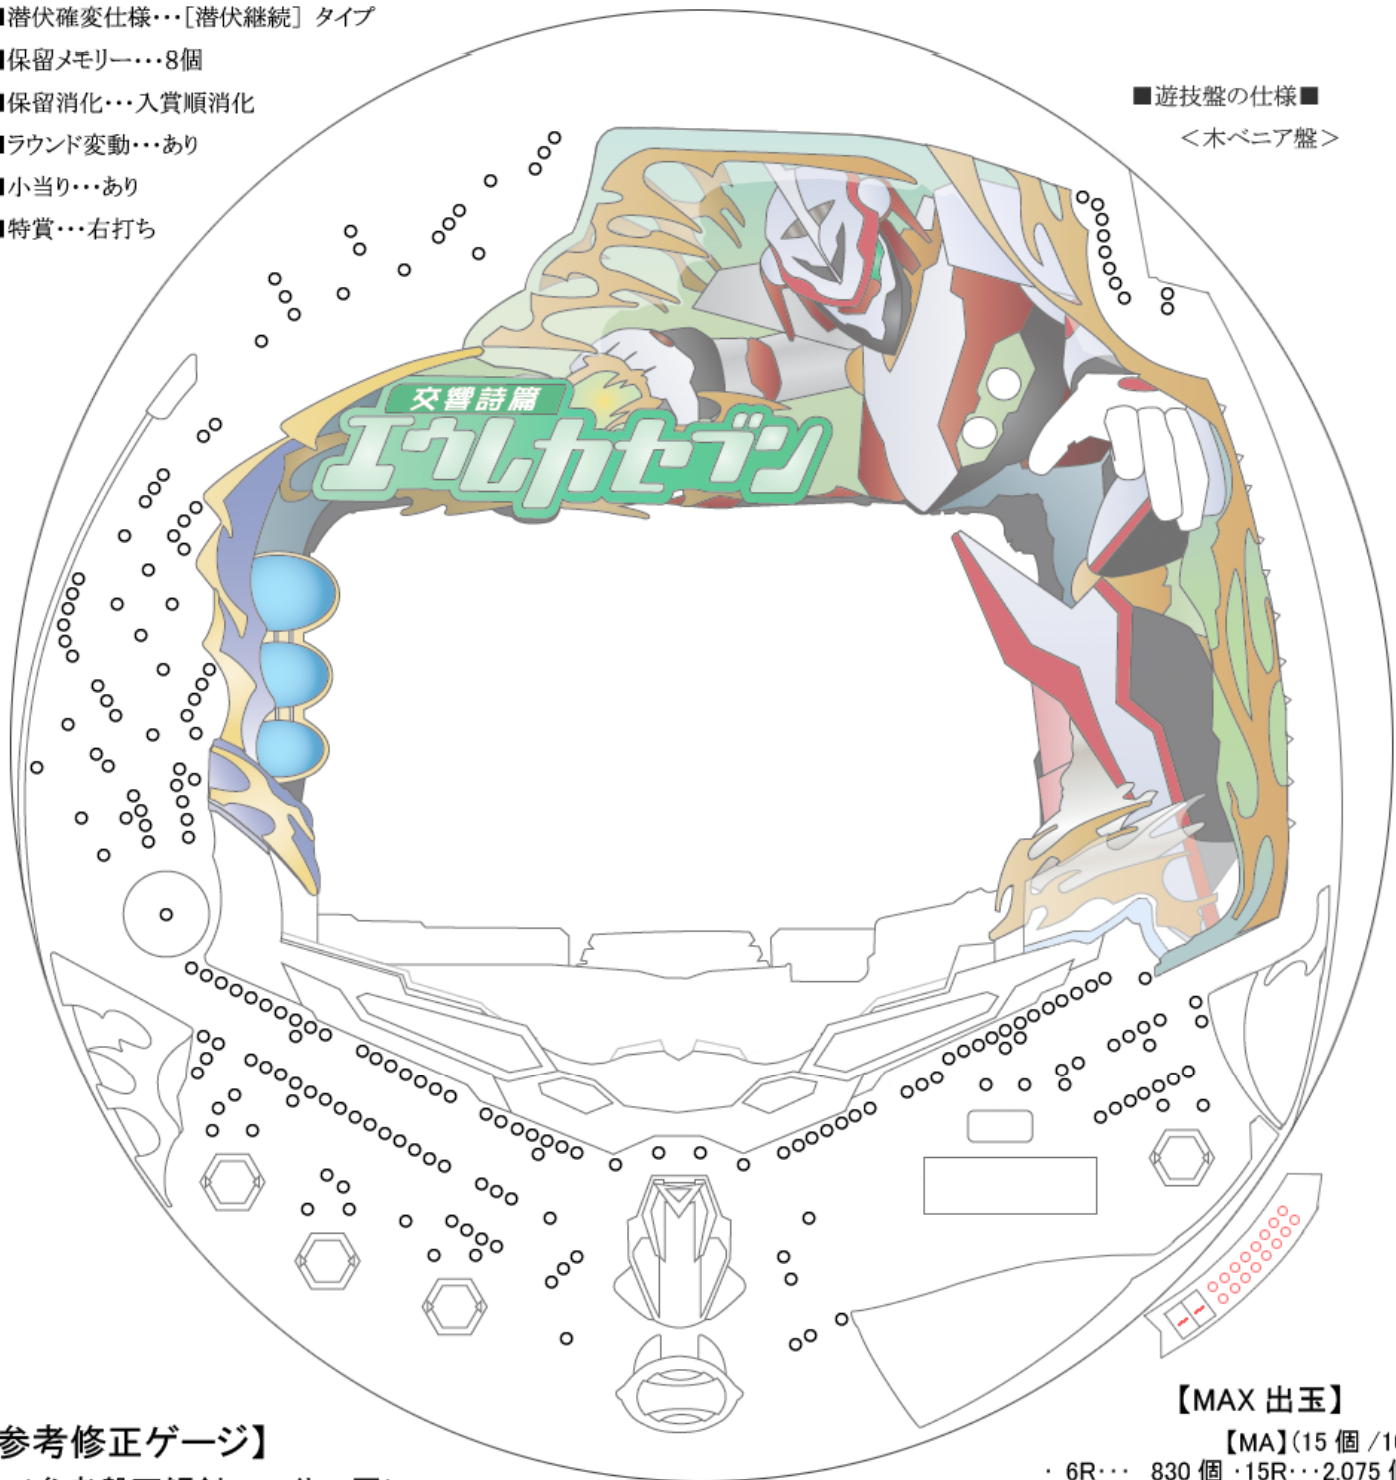 ■潜伏確変仕様･･･［潜伏継続］タイプ
■保留メモリー･･･8個
■保留消化･･･入賞順消化
■ラウンド変動･･･あり
■小当り･･･あり
■特賞･･･右打ち
■遊技盤の仕様■
＜木ベニア盤＞
交響詩篇
エウレカセブン
【MAX 出玉】
【MA】(15 個 /10
・ 6R･･･ 830 個 ・15R･･･2,075 個
参考修正ゲージ】